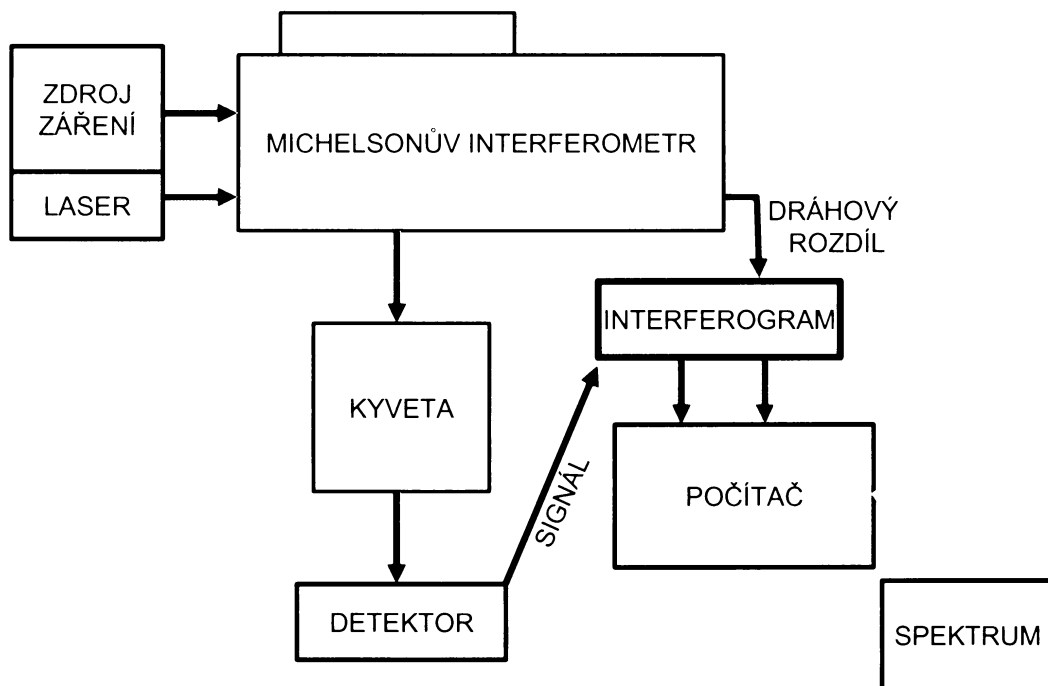 ZDROJ
ZÁŘENÍ
LASER
MICHELSONŮV INTERFEROMETR
DRÁHOVÝ
ROZDÍL
INTERFEROGRAM
KYVETA
SIGNÁL
POČÍTAČ
DETEKTOR
SPEKTRUM